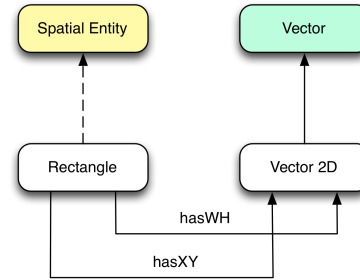 Spatial Entity
Vector
Rectangle
Vector 2D
hasWH
hasXY